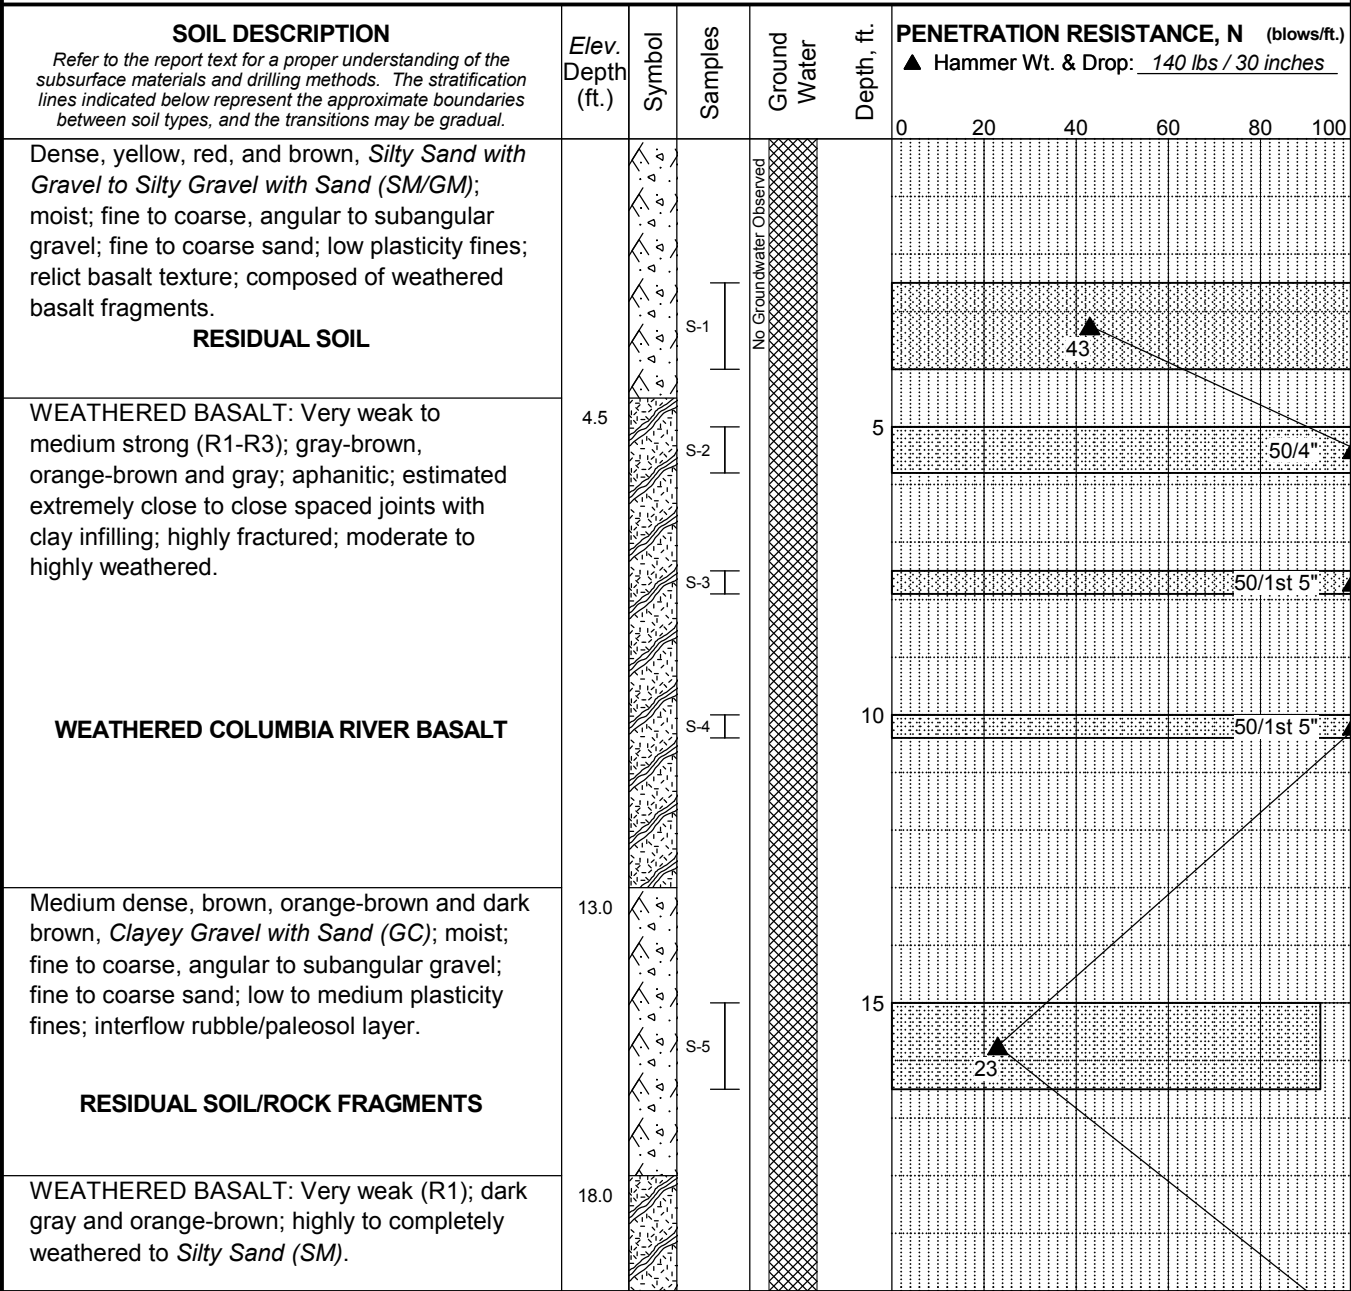 SOIL DESCRIPTION
Refer to the report text for a proper understanding of the
subsurface materials and drilling methods. The stratification
lines indicated below represent the approximate boundaries
between soil types, and the transitions may be gradual.
Elev.
Depth
(ft.)
Symbol
Samples
Ground
Water
Depth, ft.
PENETRATION RESISTANCE, N (blows/ft.)
▲ Hammer Wt. & Drop: 140 lbs / 30 inches
0 20 40 60 80 100
Dense, yellow, red, and brown, Silty Sand with
Gravel to Silty Gravel with Sand (SM/GM);
moist; fine to coarse, angular to subangular
gravel; fine to coarse sand; low plasticity fines;
relict basalt texture; composed of weathered
basalt fragments.
RESIDUAL SOIL
S-1
No Groundwater Observed
43
WEATHERED BASALT: Very weak to
medium strong (R1-R3); gray-brown,
orange-brown and gray; aphanitic; estimated
extremely close to close spaced joints with
clay infilling; highly fractured; moderate to
highly weathered.
4.5
5
S-2
50/4"
S-3
50/1st 5"
WEATHERED COLUMBIA RIVER BASALT
S-4
10
50/1st 5"
Medium dense, brown, orange-brown and dark
brown, Clayey Gravel with Sand (GC); moist;
fine to coarse, angular to subangular gravel;
fine to coarse sand; low to medium plasticity
fines; interflow rubble/paleosol layer.
13.0
15
S-5
23
RESIDUAL SOIL/ROCK FRAGMENTS
WEATHERED BASALT: Very weak (R1); dark
gray and orange-brown; highly to completely
weathered to Silty Sand (SM).
18.0